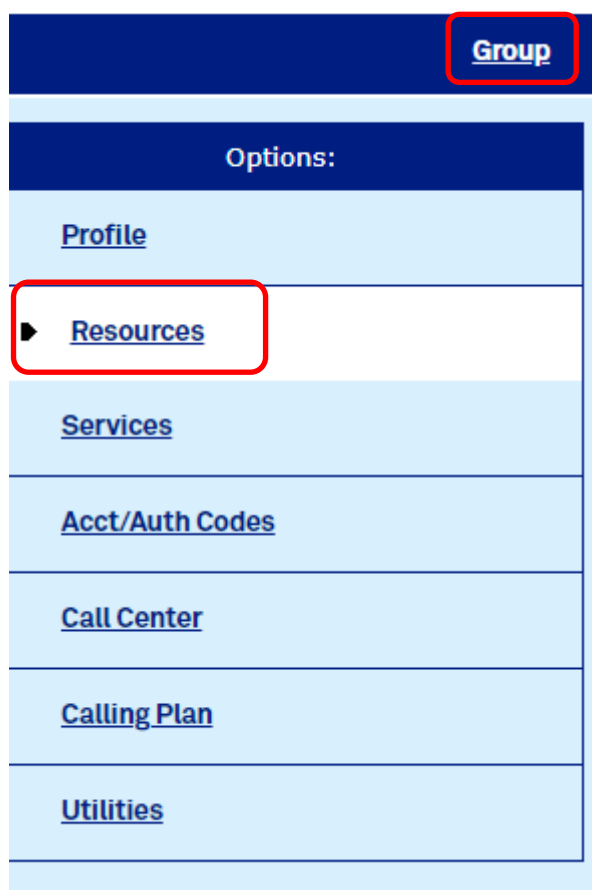 Group
Options:
Profile
Resources
Services
Acct/Auth Codes
Call Center
Calling Plan
Utilities